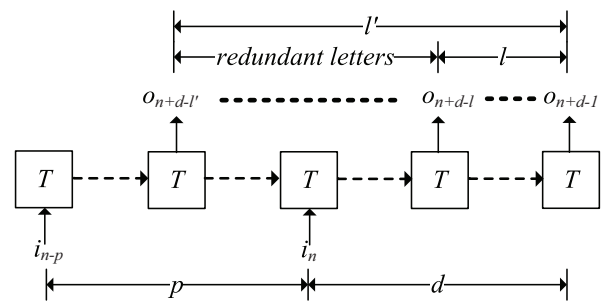 l'
redundant letters l
o_{n+d-l'} o_{n+d-l} o_{n+d-1}
T T T T T
i_{n-p} i_n
p d